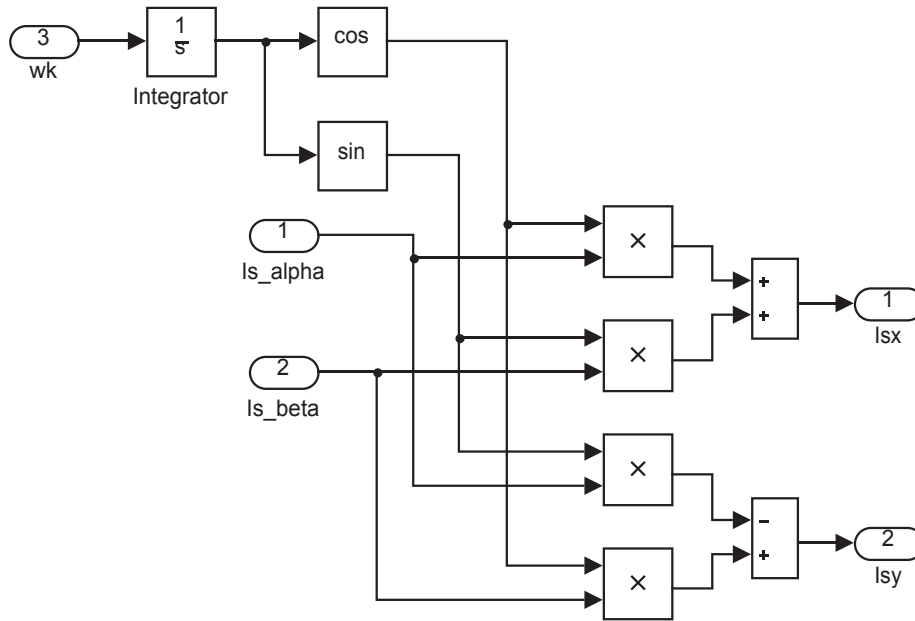 3
wk
1
s
Integrator
cos
sin
1
Is_alpha
2
Is_beta
×
+
+
1
Isx
×
×
−
+
2
Isy
×